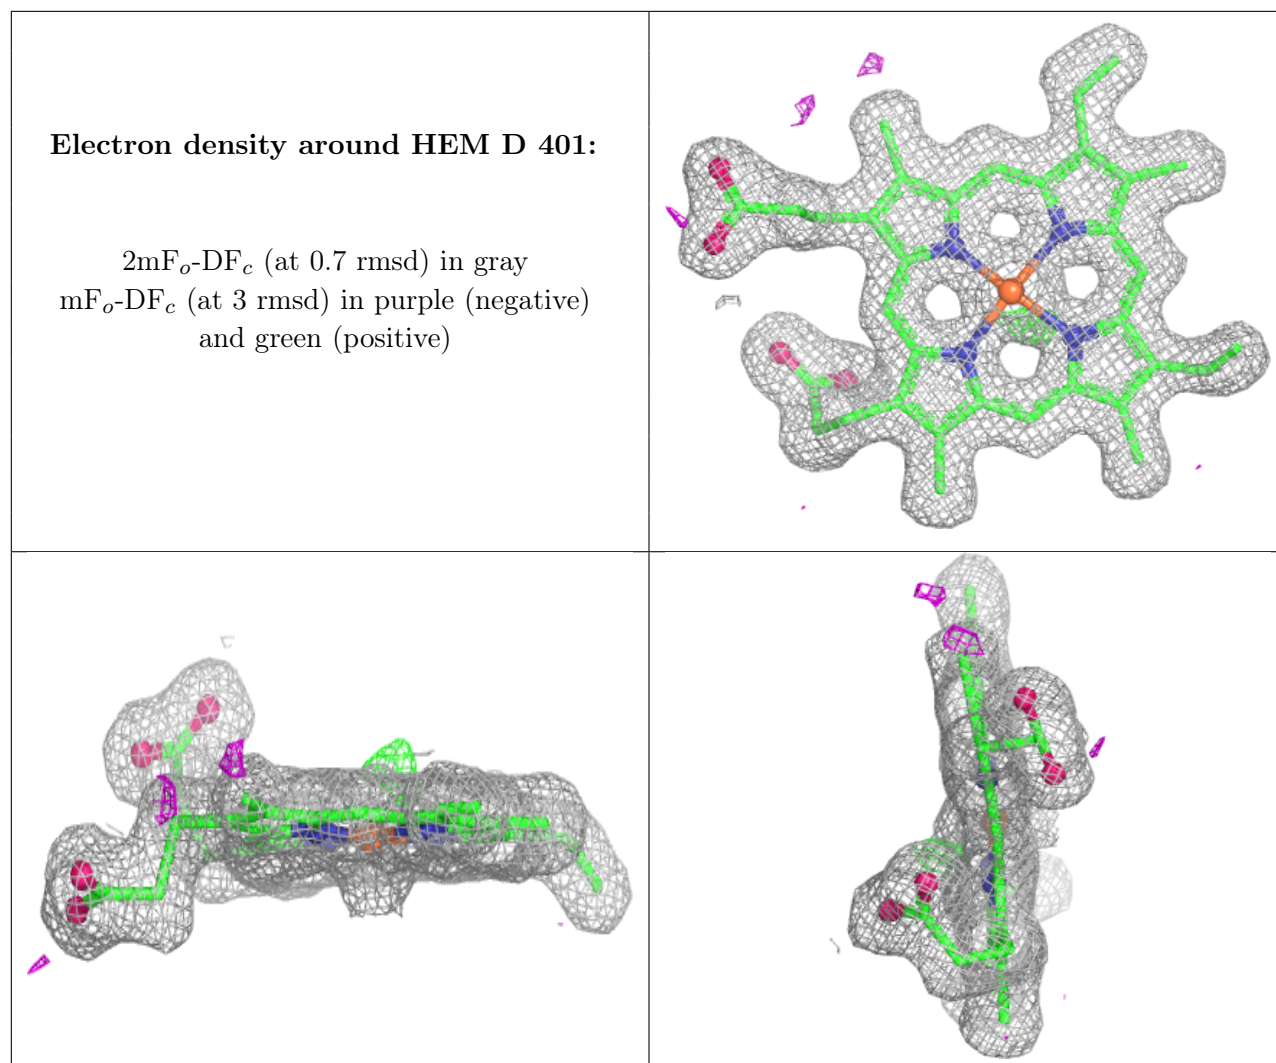 Electron density around HEM D 401:
2mFo-DFc (at 0.7 rmsd) in gray
mFo-DFc (at 3 rmsd) in purple (negative)
and green (positive)